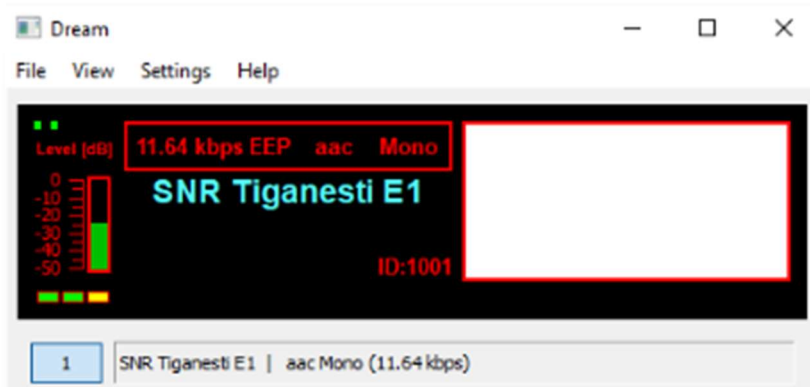 Dream
File View Settings Help
Level [dB] 11.64 kbps EEP aac Mono
SNR Tiganesti E1
0
-10
-20
-30
-40
-50
ID:1001
1 SNR Tiganesti E1 | aac Mono (11.64 kbps)